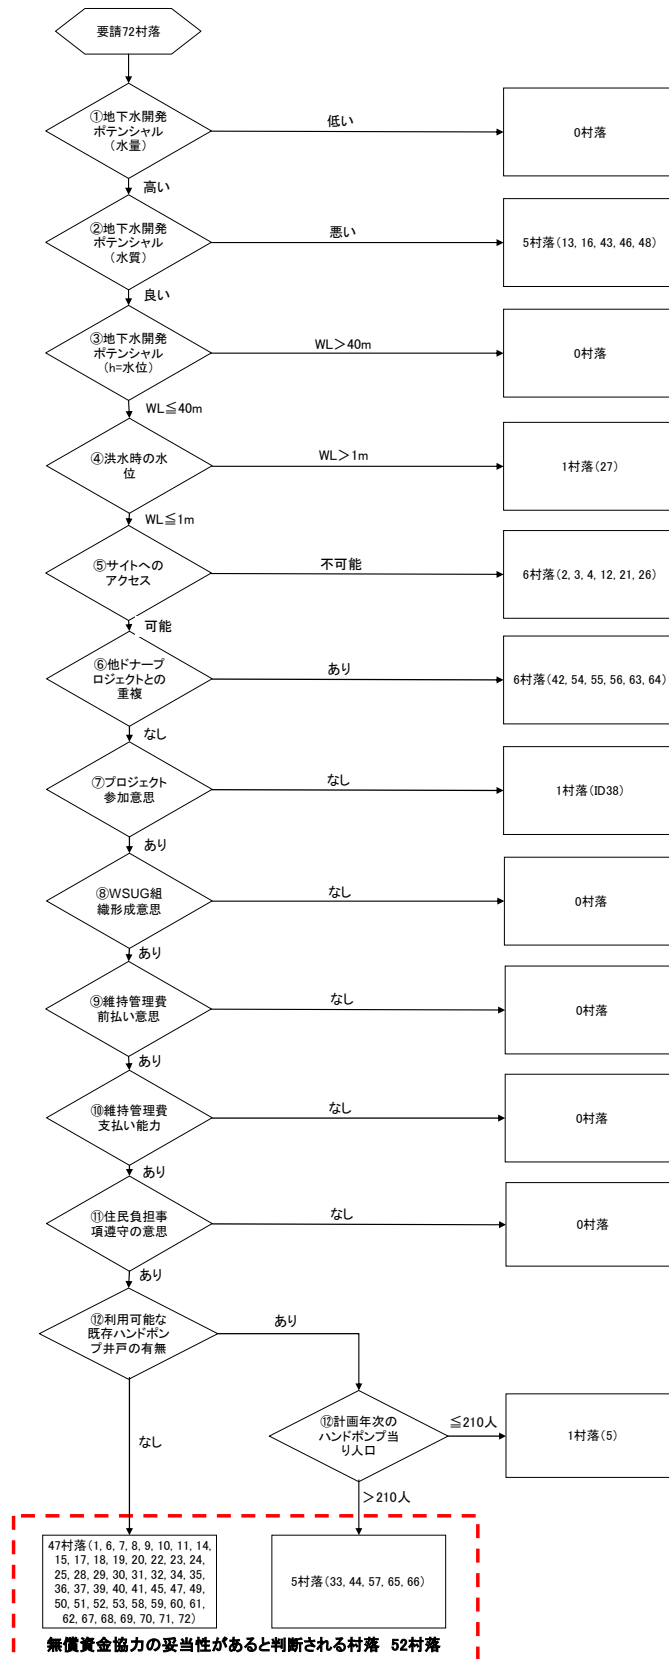 要請72村落
①地下水開発
ポテンシャル
(水量)
低い
0村落
高い
②地下水開発
ポテンシャル
(水質)
悪い
5村落(13, 16, 43, 46, 48)
良い
③地下水開発
ポテンシャル
(h=水位)
WL>40m
0村落
WL≦40m
④洪水時の水
位
WL>1m
1村落(27)
WL≦1m
⑤サイトへの
アクセス
不可能
6村落(2, 3, 4, 12, 21, 26)
可能
⑥他ドナープ
ロジェクトとの
重複
あり
6村落(42, 54, 55, 56, 63, 64)
なし
⑦プロジェクト
参加意思
なし
1村落(ID38)
あり
⑧WSUG組
織形成意思
なし
0村落
あり
⑨維持管理費
前払い意思
なし
0村落
あり
⑩維持管理費
支払い能力
なし
0村落
あり
⑪住民負担事
項遵守の意思
なし
0村落
あり
⑫利用可能な
既存ハンドポン
プ井戸の有無
あり
⑫計画年次の
ハンドポンプ当
り人口
≦210人
1村落(5)
なし
>210人
47村落(1, 6, 7, 8, 9, 10, 11, 14,
15, 17, 18, 19, 20, 22, 23, 24,
25, 28, 29, 30, 31, 32, 34, 35,
36, 37, 39, 40, 41, 45, 47, 49,
50, 51, 52, 53, 58, 59, 60, 61,
62, 67, 68, 69, 70, 71, 72)
5村落(33, 44, 57, 65, 66)
無償資金協力の妥当性があると判断される村落 52村落